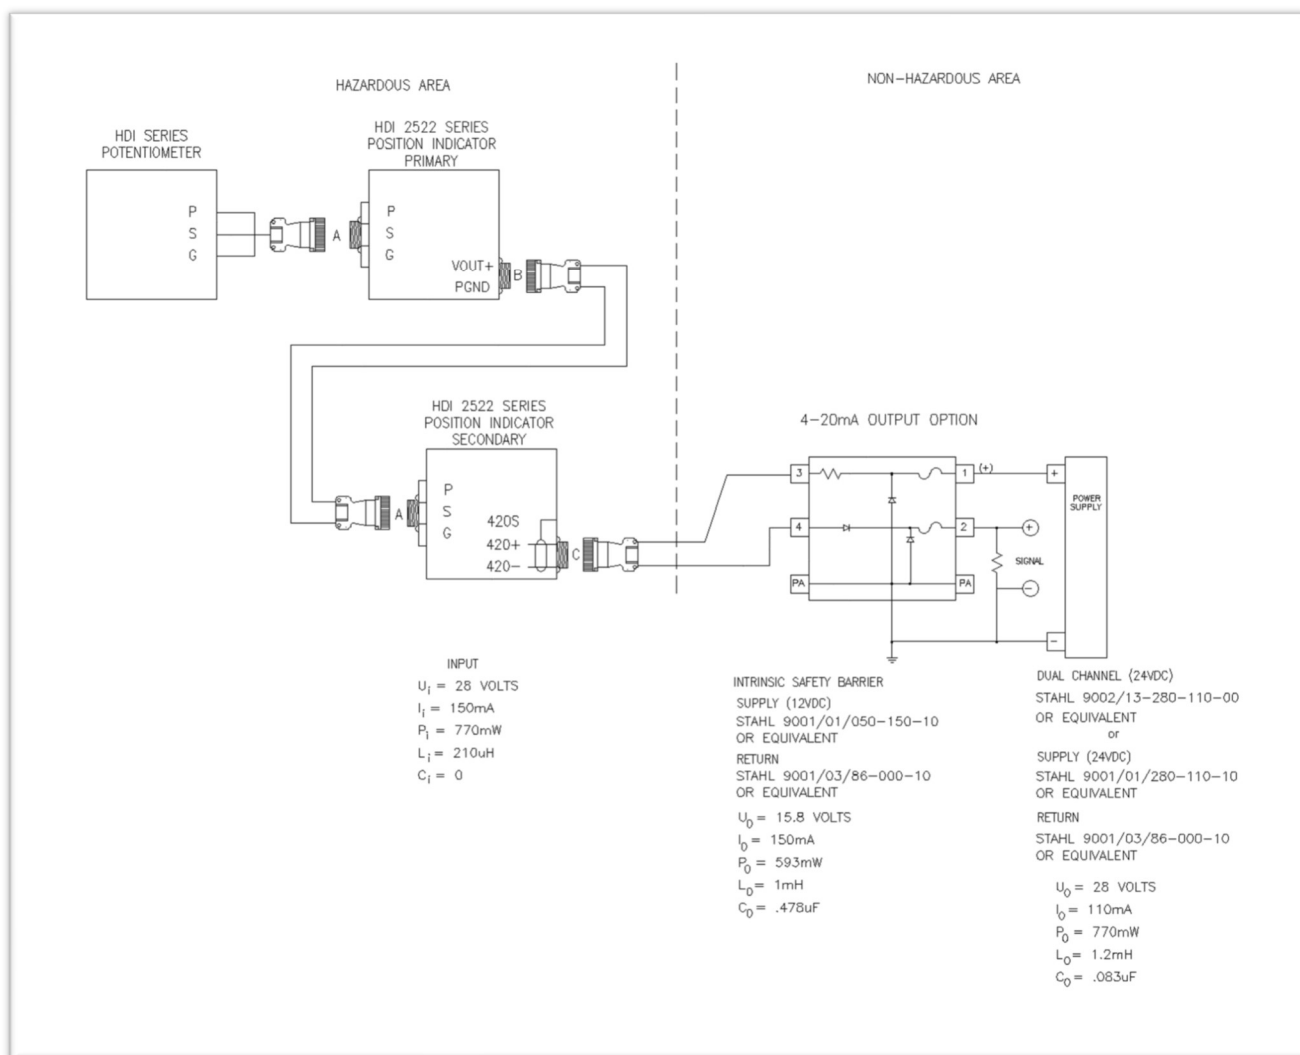 HAZARDOUS AREA
NON-HAZARDOUS AREA
HDI SERIES
POTENTIOMETER
P
S
G
A
HDI 2522 SERIES
POSITION INDICATOR
PRIMARY
P
S
G
VOUT+
PGND
B
HDI 2522 SERIES
POSITION INDICATOR
SECONDARY
A
P
S
G
420S
420+
420-
C
4-20mA OUTPUT OPTION
3
1
(+)
+
POWER
SUPPLY
4
2
+
SIGNAL
-
PA
PA
-
INPUT
Ui = 28 VOLTS
Ii = 150mA
Pi = 770mW
Li = 210uH
Ci = 0
INTRINSIC SAFETY BARRIER
SUPPLY (12VDC)
STAHL 9001/01/050-150-10
OR EQUIVALENT
RETURN
STAHL 9001/03/86-000-10
OR EQUIVALENT
U0 = 15.8 VOLTS
I0 = 150mA
P0 = 593mW
L0 = 1mH
C0 = .478uF
DUAL CHANNEL (24VDC)
STAHL 9002/13-280-110-00
OR EQUIVALENT
or
SUPPLY (24VDC)
STAHL 9001/01/280-110-10
OR EQUIVALENT
RETURN
STAHL 9001/03/86-000-10
OR EQUIVALENT
U0 = 28 VOLTS
I0 = 110mA
P0 = 770mW
L0 = 1.2mH
C0 = .083uF